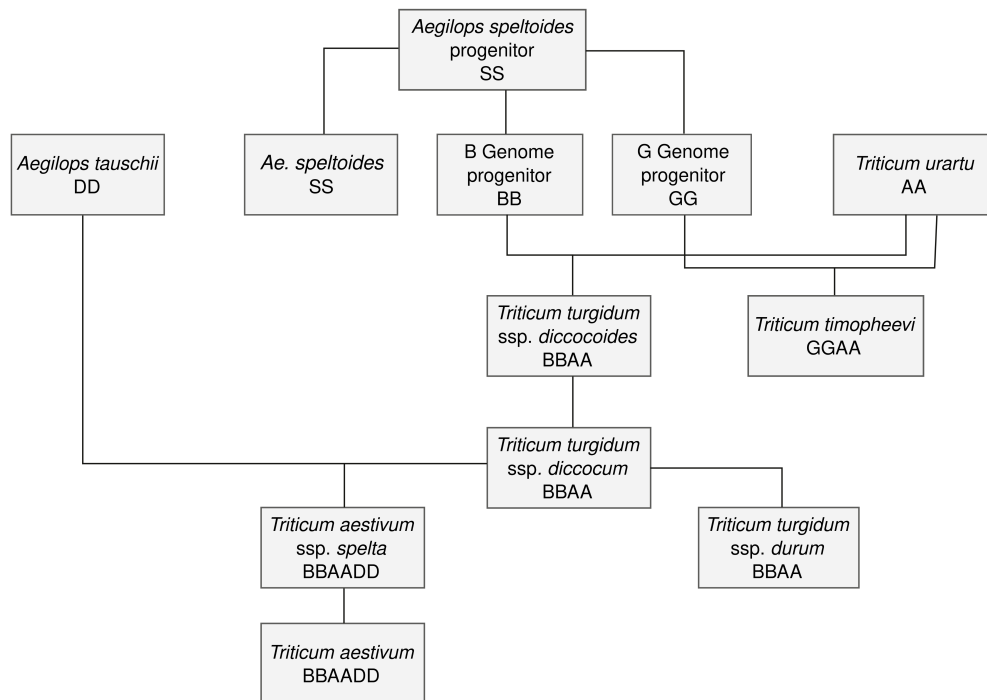 Aegilops speltoides
progenitor
SS
Aegilops tauschii
DD
Ae. speltoides
SS
B Genome
progenitor
BB
G Genome
progenitor
GG
Triticum urartu
AA
Triticum turgidum
ssp. diccocoides
BBAA
Triticum timopheevi
GGAA
Triticum turgidum
ssp. diccocum
BBAA
Triticum aestivum
ssp. spelta
BBAADD
Triticum turgidum
ssp. durum
BBAA
Triticum aestivum
BBAADD